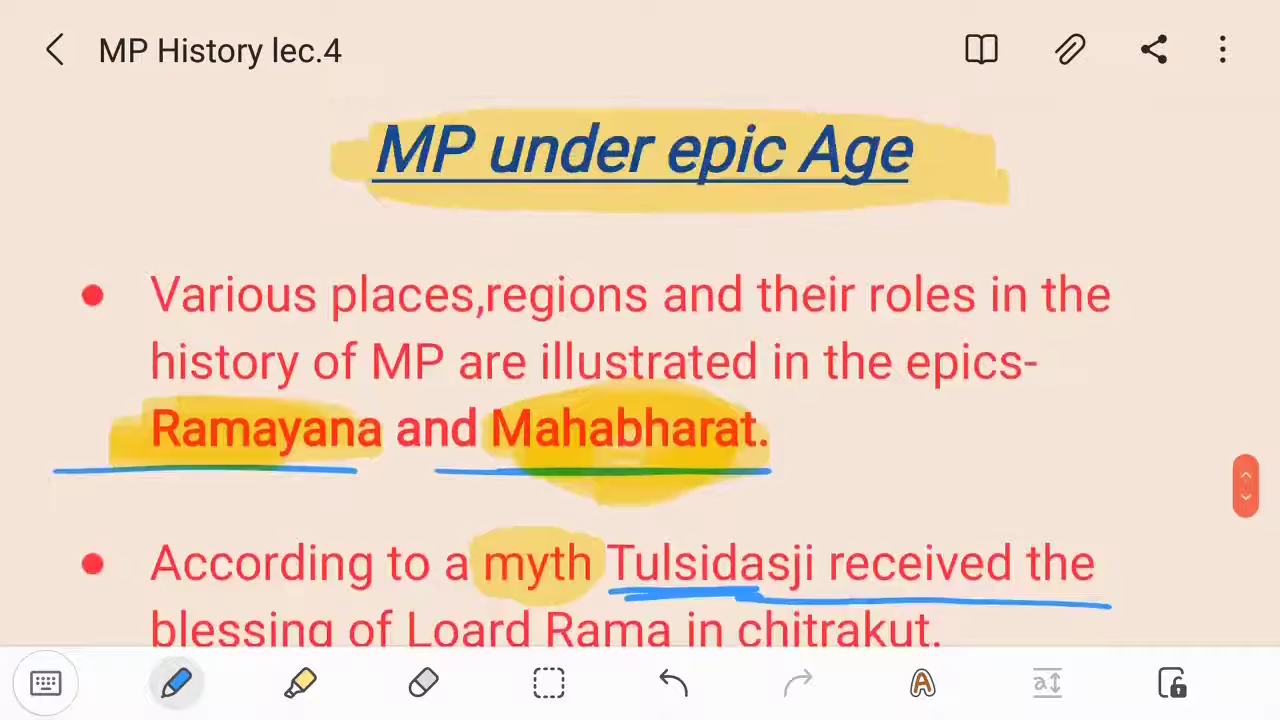 MP History lec.4
MP under epic Age
Various places,regions and their roles in the
history of MP are illustrated in the epics-
Ramayana and Mahabharat.
According to a myth Tulsidasji received the
blessing of Loard Rama in chitrakut.